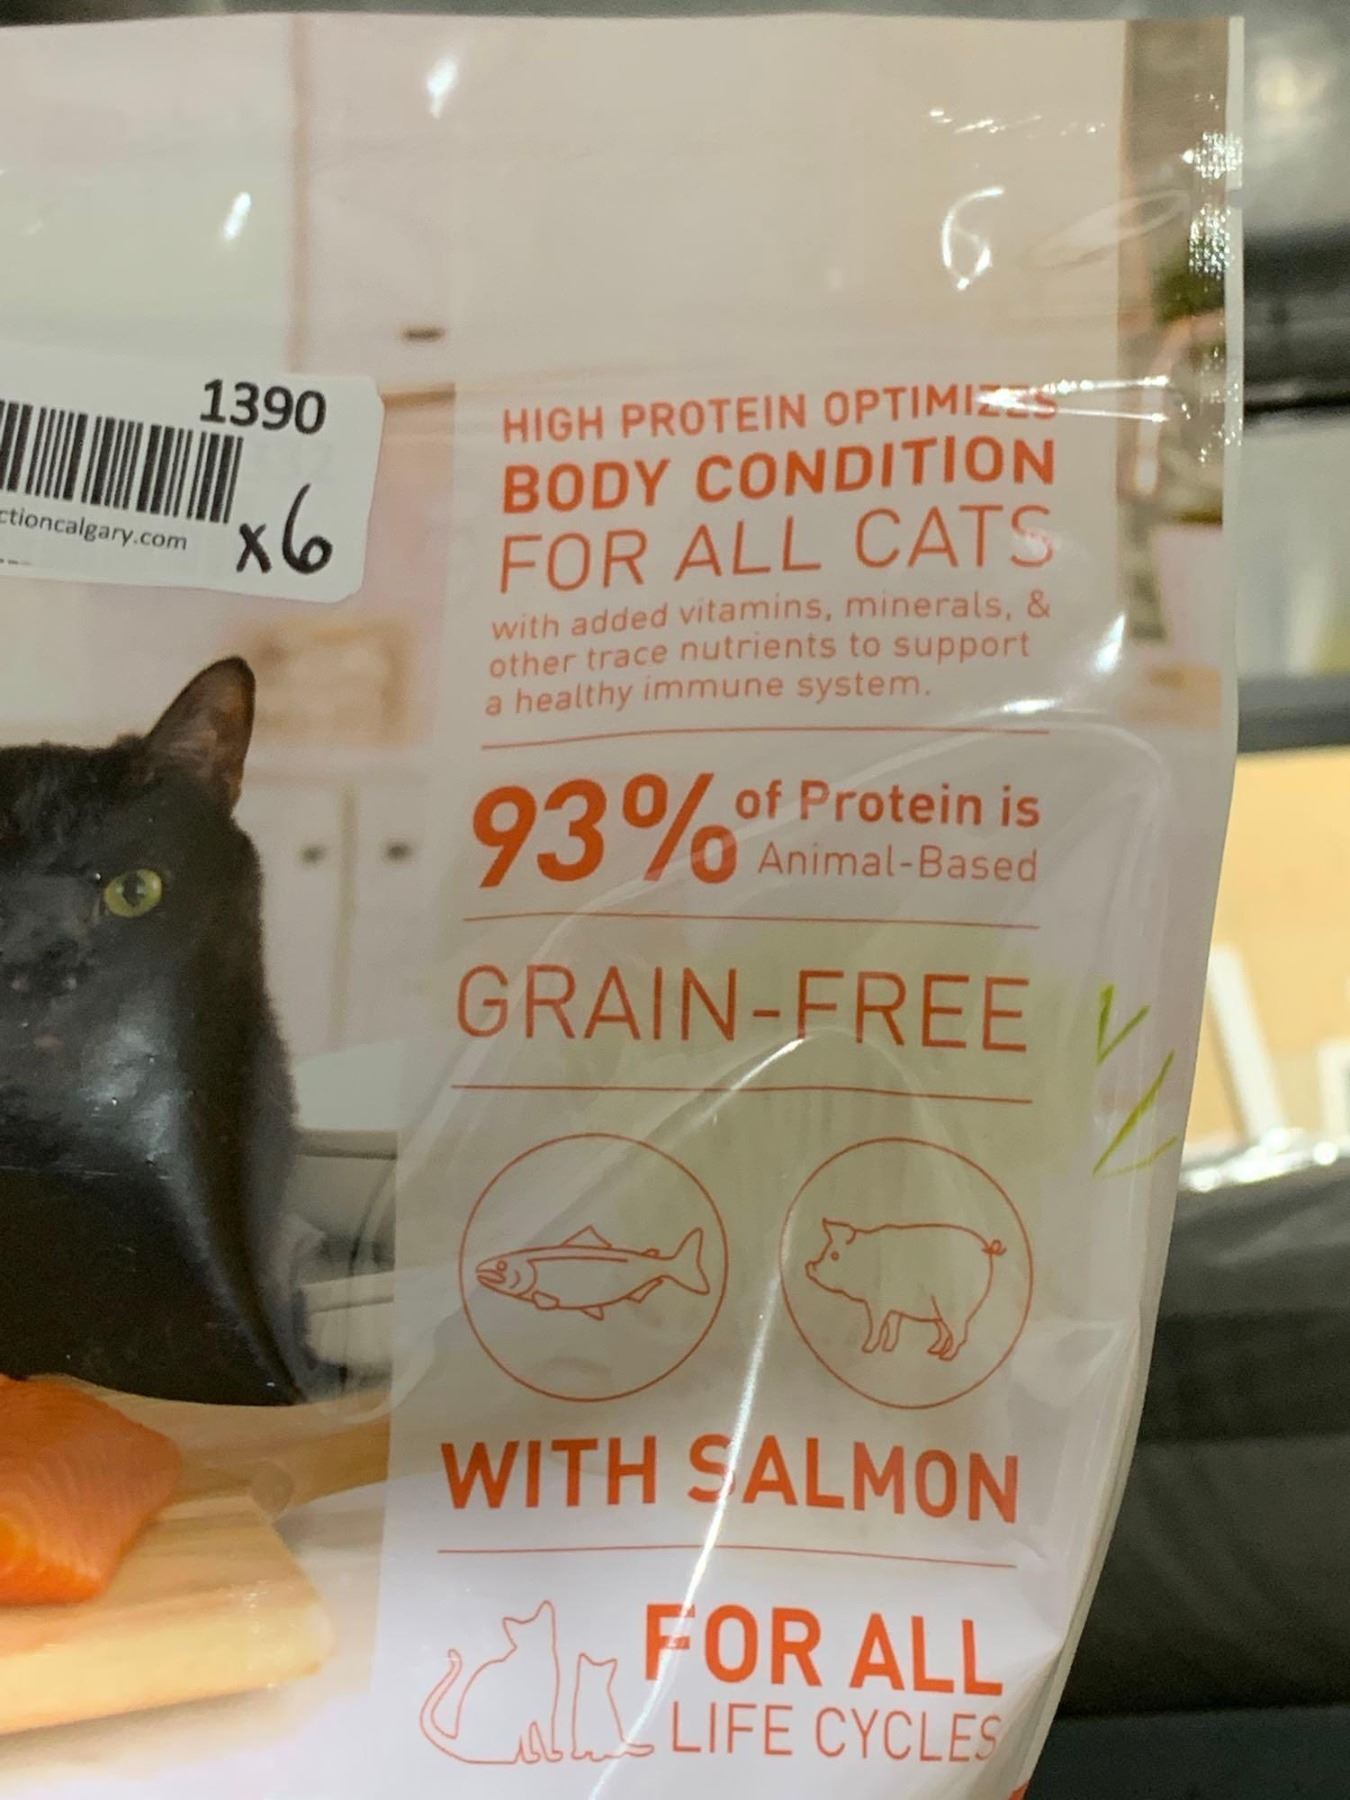 1390
ctioncalgary.com
x6
HIGH PROTEIN OPTIMIZES
BODY CONDITION
FOR ALL CATS
with added vitamins, minerals, &
other trace nutrients to support
a healthy immune system.
93% of Protein is
Animal-Based
GRAIN-FREE
WITH SALMON
FOR ALL
LIFE CYCLES